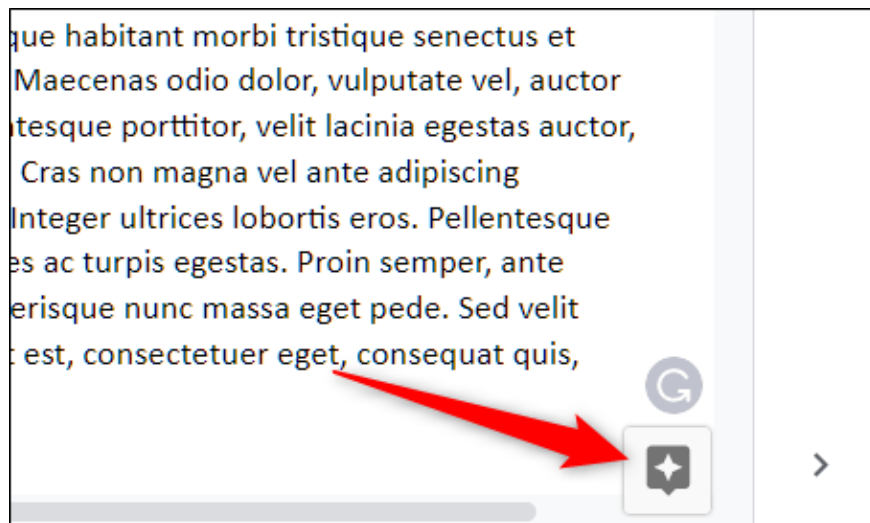 que habitant morbi tristique senectus et
Maecenas odio dolor, vulputate vel, auctor
tesque porttitor, velit lacinia egestas auctor,
Cras non magna vel ante adipiscing
Integer ultrices lobortis eros. Pellentesque
es ac turpis egestas. Proin semper, ante
erisque nunc massa eget pede. Sed velit
est, consectetuer eget, consequat quis,